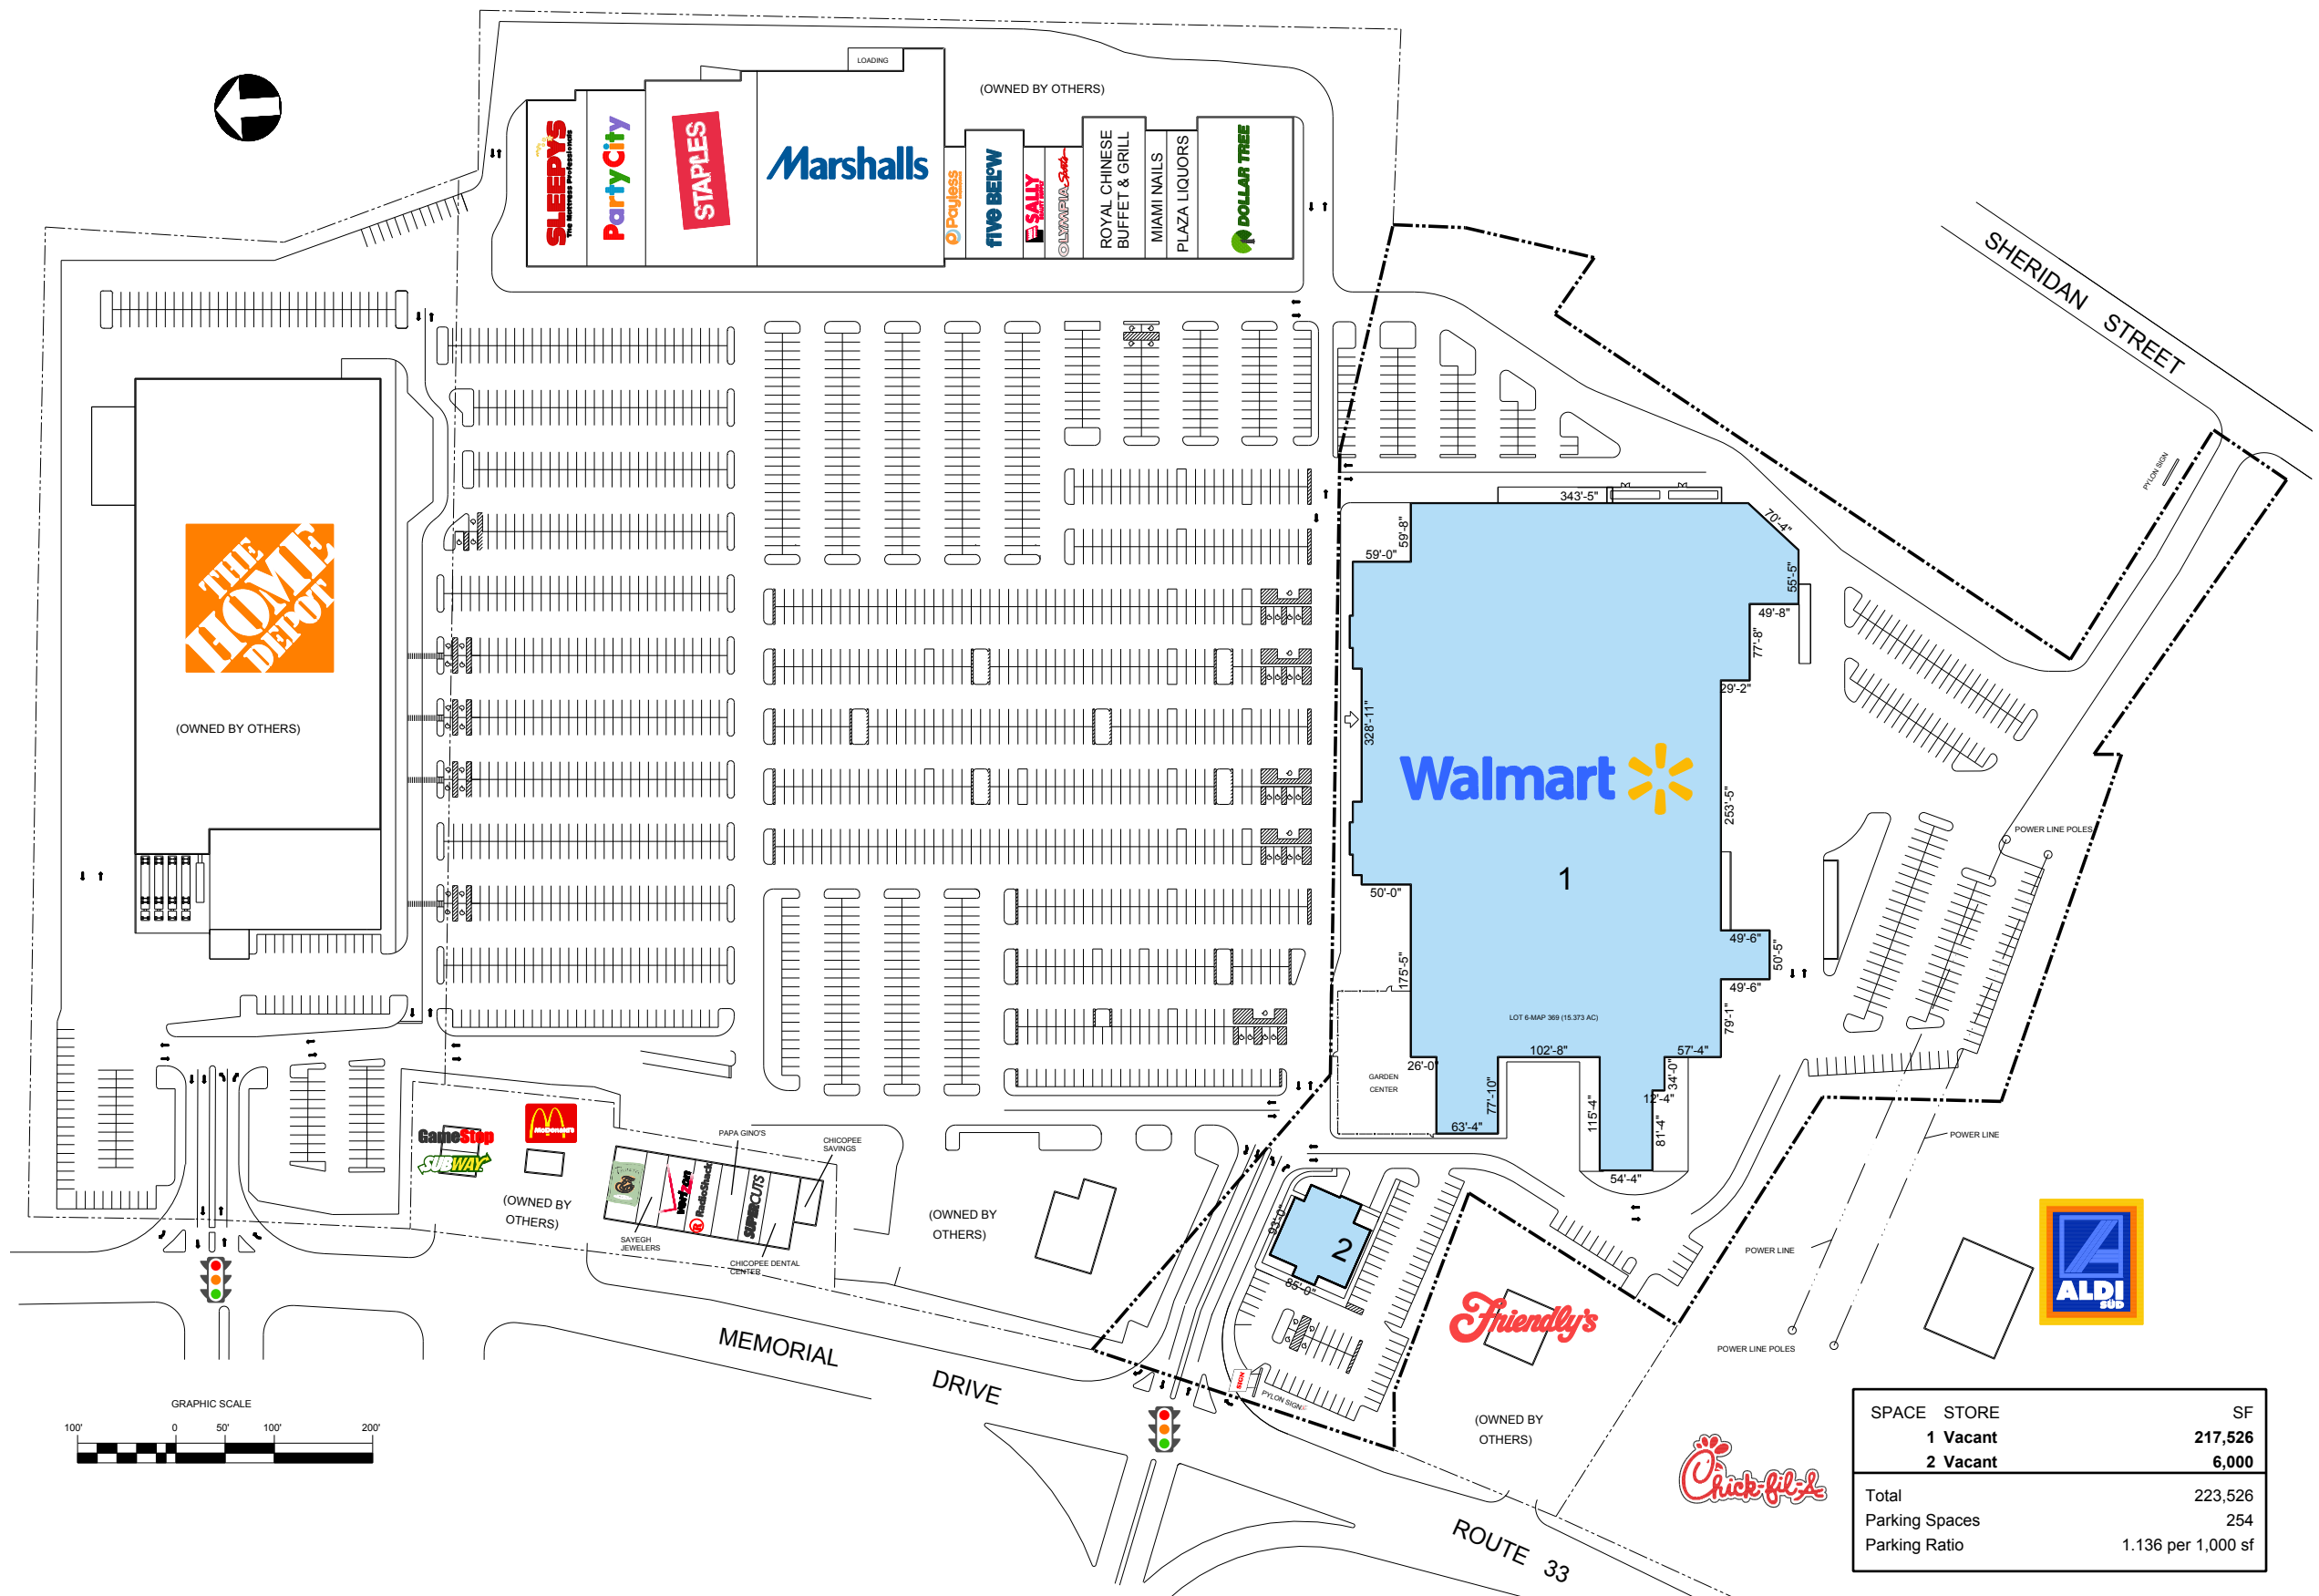 LOADING
(OWNED BY OTHERS)
SLEEPY'S
The Mattress Professionals
PartyCity
STAPLES
Marshalls
Payless
five BELOW
SALLY
OLYMPIA Sports
ROYAL CHINESE
BUFFET & GRILL
MIAMI NAILS
PLAZA LIQUORS
DOLLAR TREE
SHERIDAN STREET
PYLON SIGN
THE
HOME
DEPOT
(OWNED BY OTHERS)
343'-5"
70'-4"
59'-8"
59'-0"
55'-5"
49'-8"
77'-8"
29'-2"
328'-11"
Walmart
253'-5"
1
50'-0"
175'-5"
49'-6"
50'-5"
49'-6"
79'-1"
LOT 6-MAP 369 (15.373 AC)
26'-0"
102'-8"
57'-4"
34'-0"
12'-4"
77'-10"
115'-4"
81'-4"
63'-4"
54'-4"
GARDEN
CENTER
POWER LINE POLES
POWER LINE
POWER LINE
POWER LINE POLES
GameStop
SUBWAY
McDonald's
(OWNED BY
OTHERS)
verizon
RadioShack
SUPERCUTS
PAPA GINO'S
CHICOPEE
SAVINGS
SAYEGH
JEWELERS
CHICOPEE DENTAL
CENTER
(OWNED BY
OTHERS)
93'-0"
2
85'-0"
SIGN
PYLON SIGN
Friendly's
(OWNED BY
OTHERS)
ALDI
SÜD
Chick-fil-A
MEMORIAL DRIVE
ROUTE 33
GRAPHIC SCALE
100' 0 50' 100' 200'
SPACE STORE SF
1 Vacant 217,526
2 Vacant 6,000
Total 223,526
Parking Spaces 254
Parking Ratio 1.136 per 1,000 sf